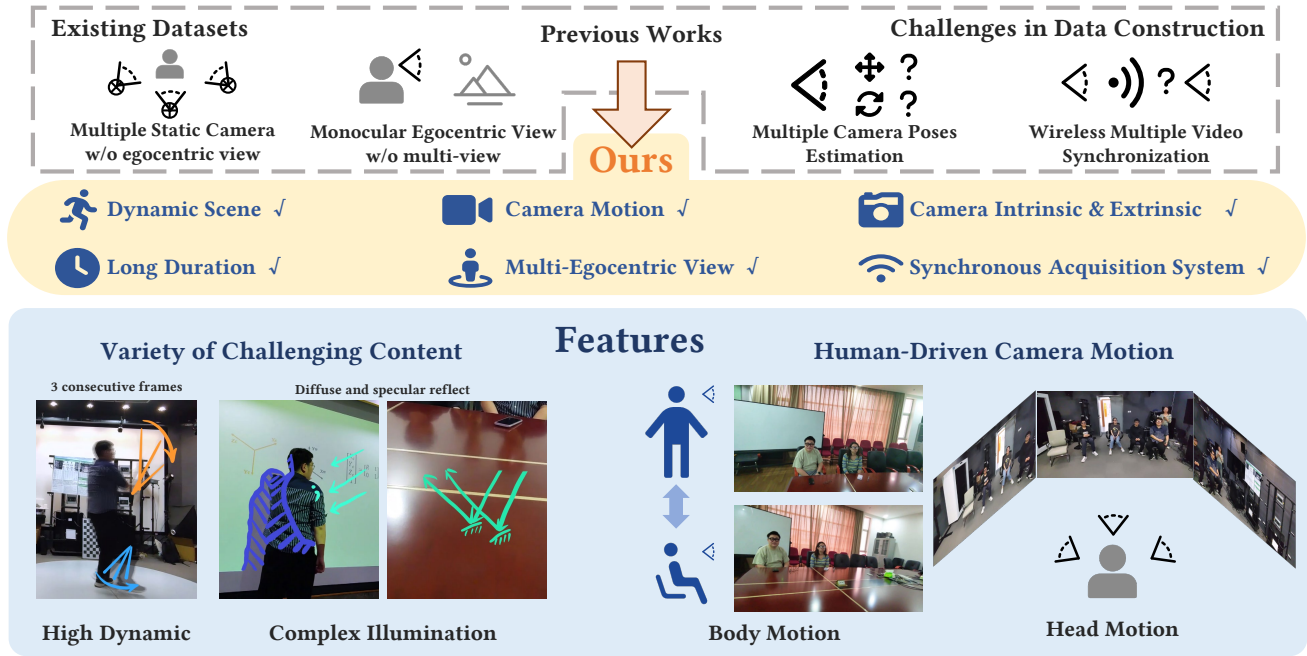 Existing Datasets
Previous Works
Challenges in Data Construction
? ?
?
Multiple Static Camera
w/o egocentric view
Monocular Egocentric View
w/o multi-view
Multiple Camera Poses
Estimation
Wireless Multiple Video
Synchronization
Ours
Dynamic Scene √
Camera Motion √
Camera Intrinsic & Extrinsic √
Long Duration √
Multi-Egocentric View √
Synchronous Acquisition System √
Features
Variety of Challenging Content
Human-Driven Camera Motion
3 consecutive frames
Diffuse and specular reflect
High Dynamic
Complex Illumination
Body Motion
Head Motion